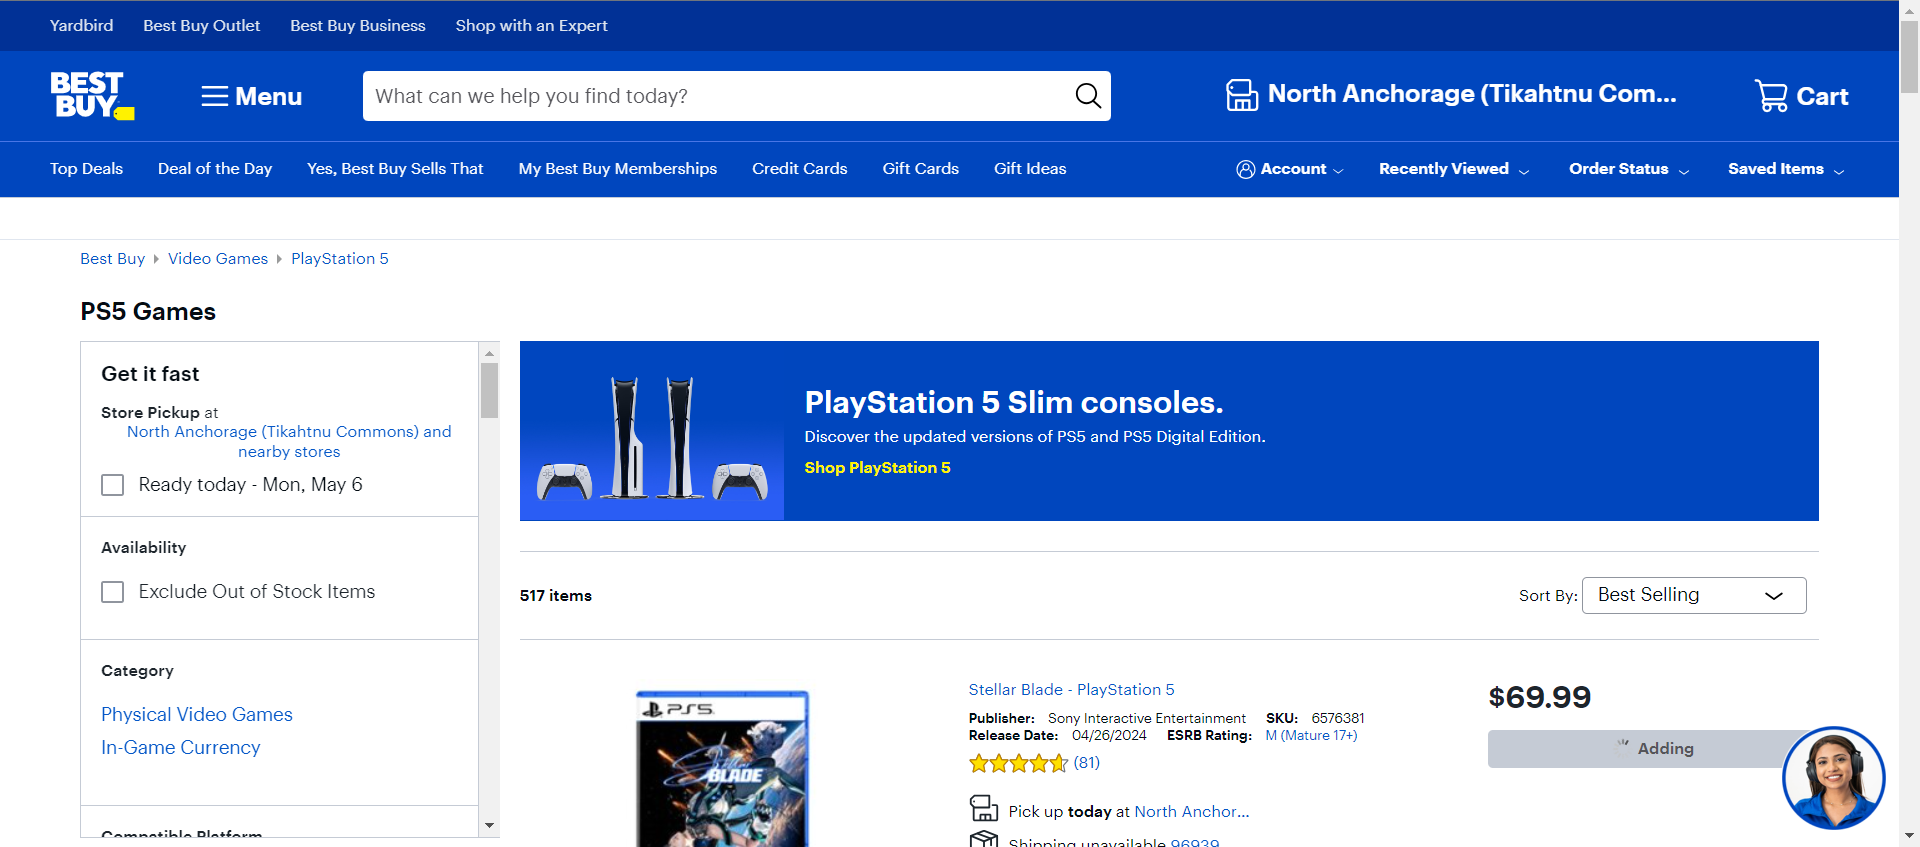 Yardbird Best Buy Outlet Best Buy Business Shop with an Expert
BEST BUY
Menu
What can we help you find today?
North Anchorage (Tikahtnu Com...
Cart
Top Deals Deal of the Day Yes, Best Buy Sells That My Best Buy Memberships Credit Cards Gift Cards Gift Ideas
Account Recently Viewed Order Status Saved Items
Best Buy Video Games PlayStation 5
PS5 Games
Get it fast
Store Pickup at
North Anchorage (Tikahtnu Commons) and
nearby stores
Ready today - Mon, May 6
Availability
Exclude Out of Stock Items
Category
Physical Video Games
In-Game Currency
Compatible Platform
PlayStation 5 Slim consoles.
Discover the updated versions of PS5 and PS5 Digital Edition.
Shop PlayStation 5
517 items
Sort By: Best Selling
PS5
STELLAR BLADE
Stellar Blade - PlayStation 5
Publisher: Sony Interactive Entertainment SKU: 6576381
Release Date: 04/26/2024 ESRB Rating: M (Mature 17+)
(81)
Pick up today at North Anchor...
Shipping unavailable 96939
$69.99
Adding